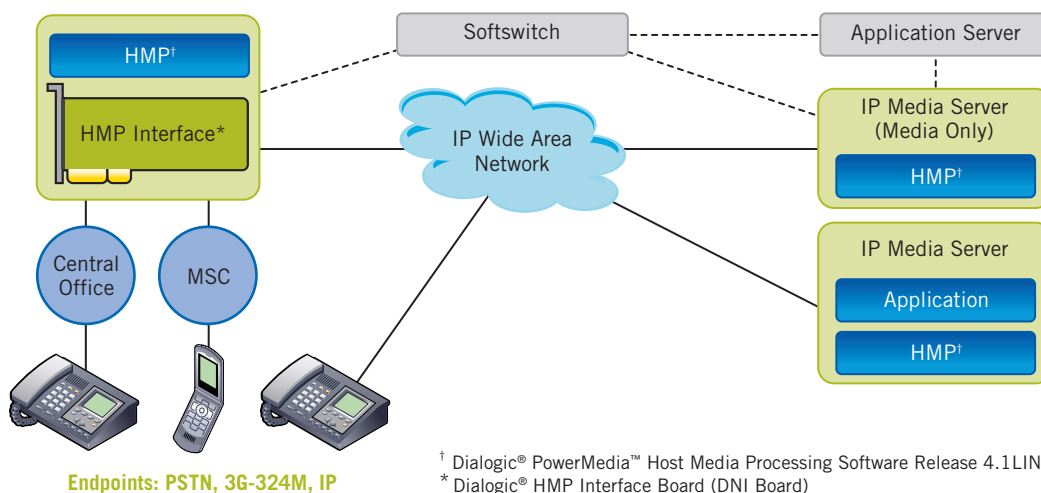 Softswitch
Application Server
HMP†
HMP Interface*
IP Wide Area
Network
IP Media Server
(Media Only)
HMP†
Central
Office
MSC
IP Media Server
Application
HMP†
Endpoints: PSTN, 3G-324M, IP
† Dialogic® PowerMedia™ Host Media Processing Software Release 4.1LIN
* Dialogic® HMP Interface Board (DNI Board)